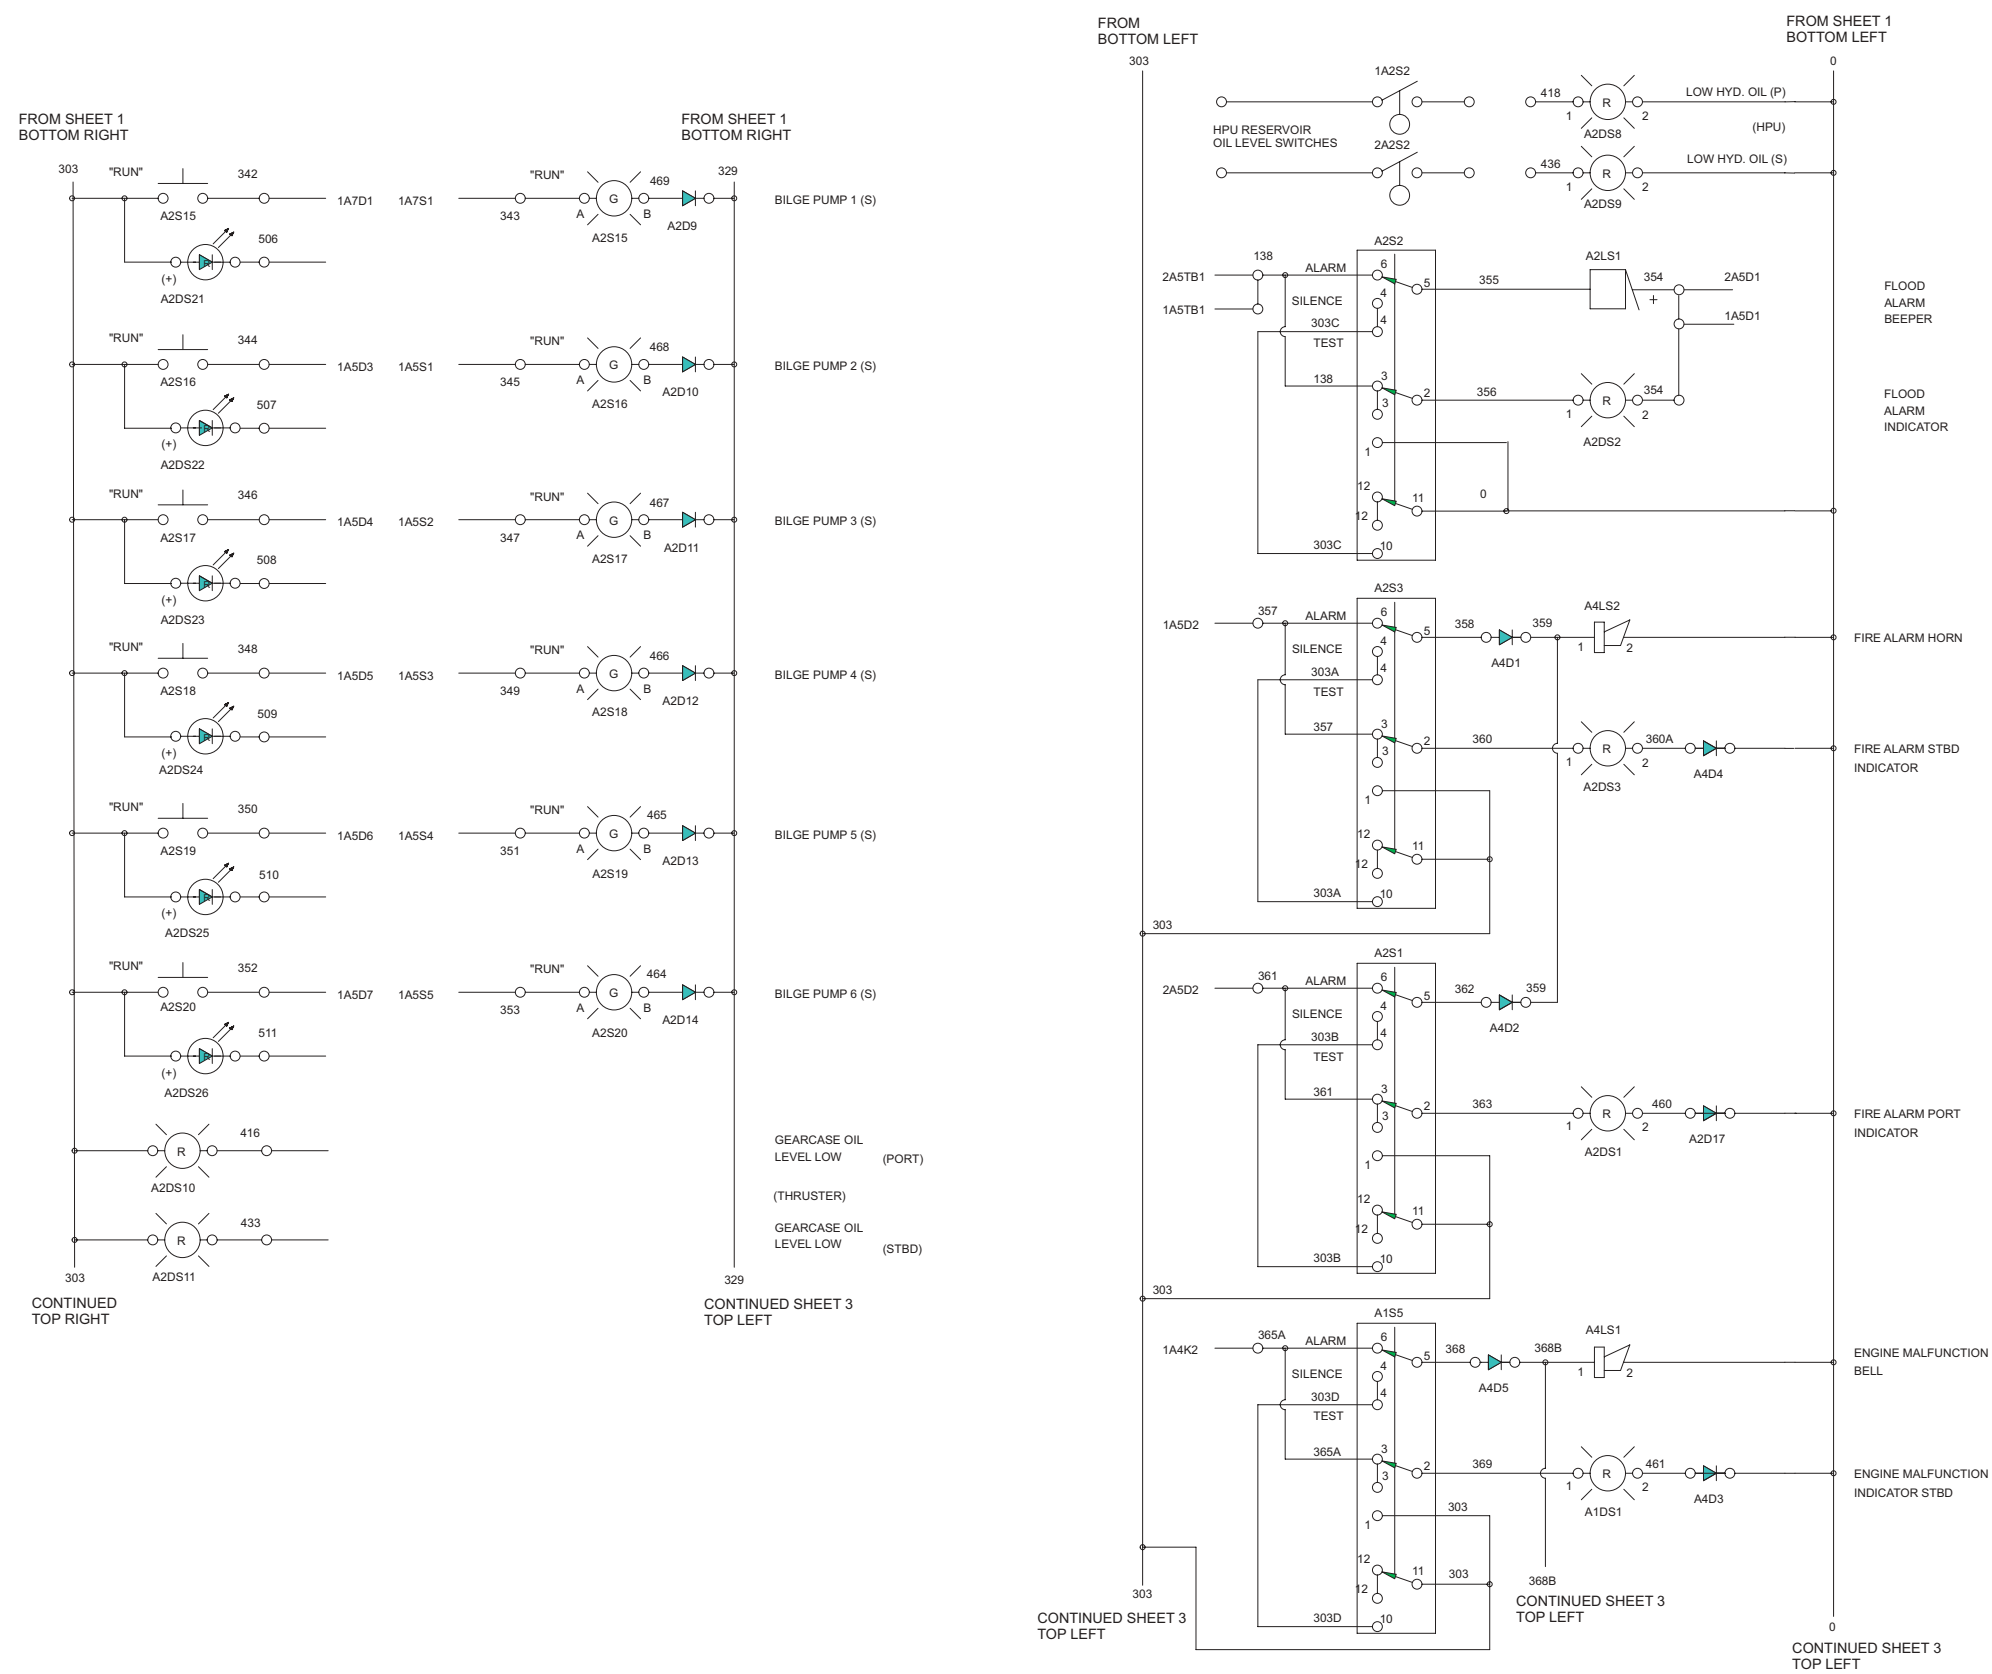 FROM SHEET 1
BOTTOM RIGHT
FROM SHEET 1
BOTTOM RIGHT
303
329
"RUN"
342
A2S15
1A7D1
1A7S1
343
"RUN"
A
G
B
A2S15
469
A2D9
BILGE PUMP 1 (S)
506
(+)
R
A2DS21
"RUN"
344
A2S16
1A5D3
1A5S1
345
"RUN"
A
G
B
A2S16
468
A2D10
BILGE PUMP 2 (S)
507
(+)
R
A2DS22
"RUN"
346
A2S17
1A5D4
1A5S2
347
"RUN"
A
G
B
A2S17
467
A2D11
BILGE PUMP 3 (S)
508
(+)
R
A2DS23
"RUN"
348
A2S18
1A5D5
1A5S3
349
"RUN"
A
G
B
A2S18
466
A2D12
BILGE PUMP 4 (S)
509
(+)
R
A2DS24
"RUN"
350
A2S19
1A5D6
1A5S4
351
"RUN"
A
G
B
A2S19
465
A2D13
BILGE PUMP 5 (S)
510
(+)
R
A2DS25
"RUN"
352
A2S20
1A5D7
1A5S5
353
"RUN"
A
G
B
A2S20
464
A2D14
BILGE PUMP 6 (S)
511
(+)
R
A2DS26
R
416
A2DS10
GEARCASE OIL
LEVEL LOW
(PORT)
(THRUSTER)
R
433
A2DS11
GEARCASE OIL
LEVEL LOW
(STBD)
303
CONTINUED
TOP RIGHT
329
CONTINUED SHEET 3
TOP LEFT
FROM
BOTTOM LEFT
303
FROM SHEET 1
BOTTOM LEFT
0
1A2S2
418
1
R
2
A2DS8
LOW HYD. OIL (P)
(HPU)
HPU RESERVOIR
OIL LEVEL SWITCHES
2A2S2
436
1
R
2
A2DS9
LOW HYD. OIL (S)
A2S2
2A5TB1
138
ALARM
6
5
355
A2LS1
354
+
2A5D1
1A5TB1
SILENCE
4
1A5D1
303C
4
TEST
FLOOD
ALARM
BEEPER
138
3
3
2
356
1
R
2
354
A2DS2
FLOOD
ALARM
INDICATOR
1
12
12
11
0
303C
10
A2S3
1A5D2
357
ALARM
6
5
358
A4D1
359
A4LS2
1
2
FIRE ALARM HORN
SILENCE
4
303A
4
TEST
357
3
3
2
360
1
R
2
A2DS3
360A
A4D4
FIRE ALARM STBD
INDICATOR
1
12
12
11
303A
10
303
A2S1
2A5D2
361
ALARM
6
5
362
A4D2
359
SILENCE
4
303B
4
TEST
361
3
3
2
363
1
R
2
A2DS1
460
A2D17
FIRE ALARM PORT
INDICATOR
1
12
12
11
303B
10
303
A1S5
1A4K2
365A
ALARM
6
5
368
A4D5
368B
A4LS1
1
2
ENGINE MALFUNCTION
BELL
SILENCE
4
303D
4
TEST
365A
3
3
2
369
1
R
2
A1DS1
461
A4D3
ENGINE MALFUNCTION
INDICATOR STBD
1
303
12
12
11
303
303D
10
303
CONTINUED SHEET 3
TOP LEFT
368B
CONTINUED SHEET 3
TOP LEFT
0
CONTINUED SHEET 3
TOP LEFT